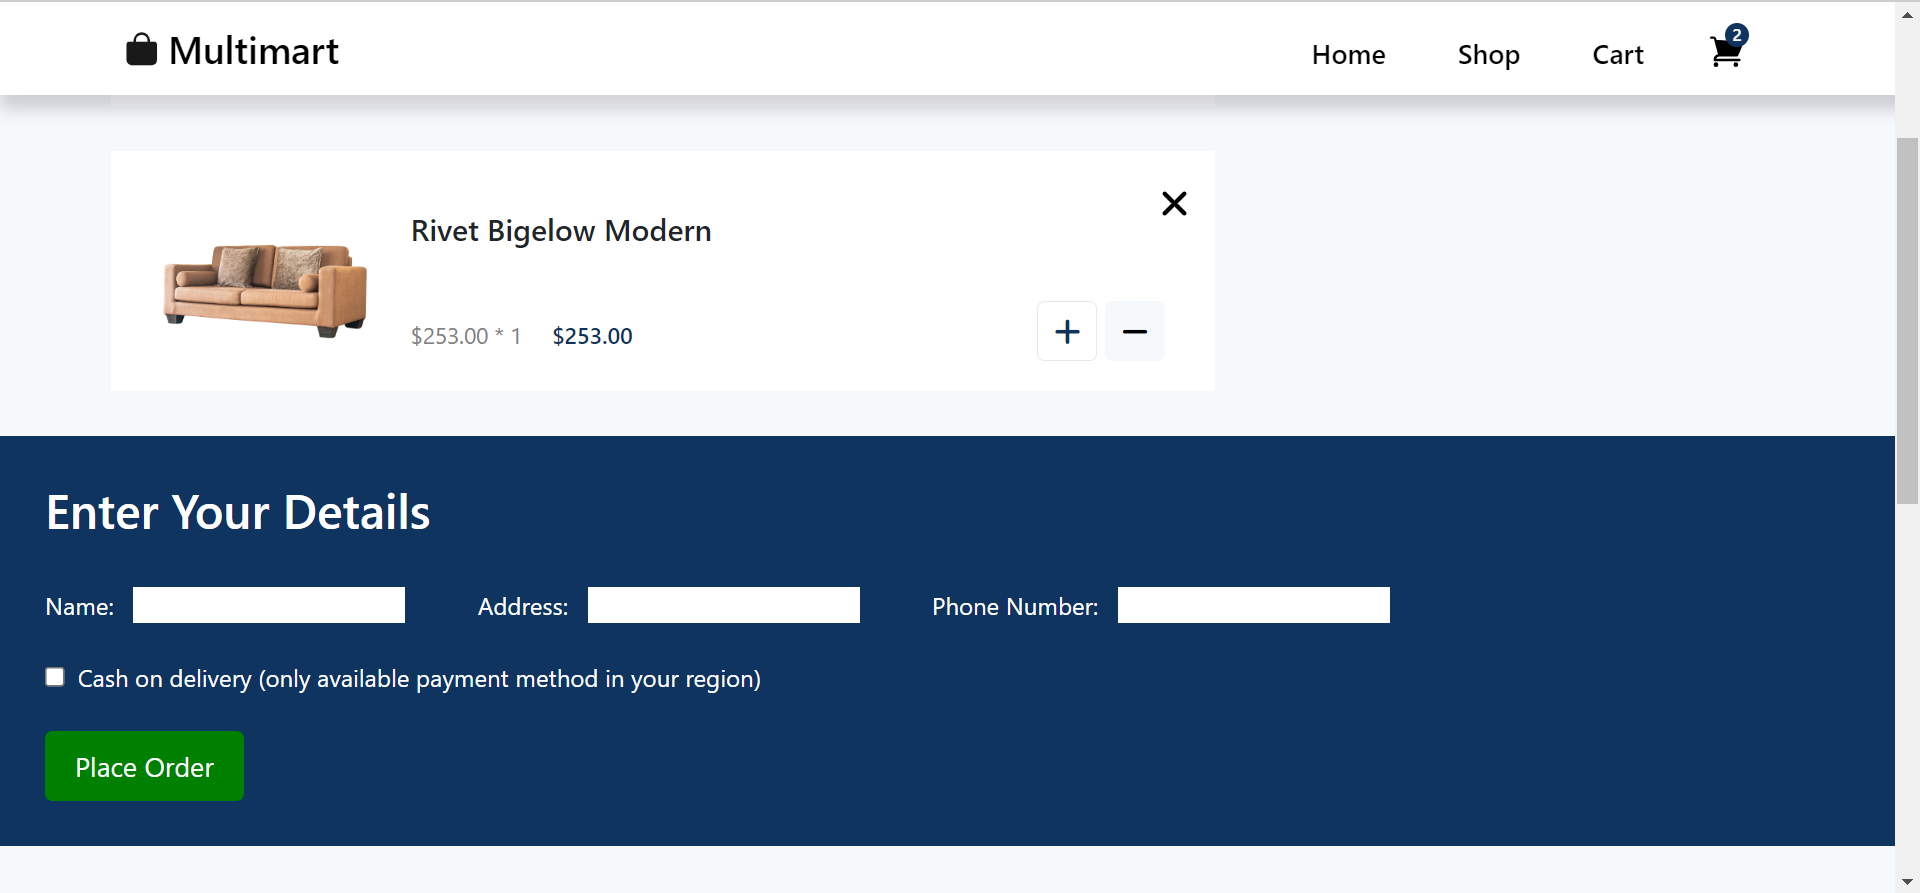 Multimart
Home Shop Cart 2
Rivet Bigelow Modern
$253.00 * 1 $253.00
Enter Your Details
Name: Address: Phone Number:
Cash on delivery (only available payment method in your region)
Place Order